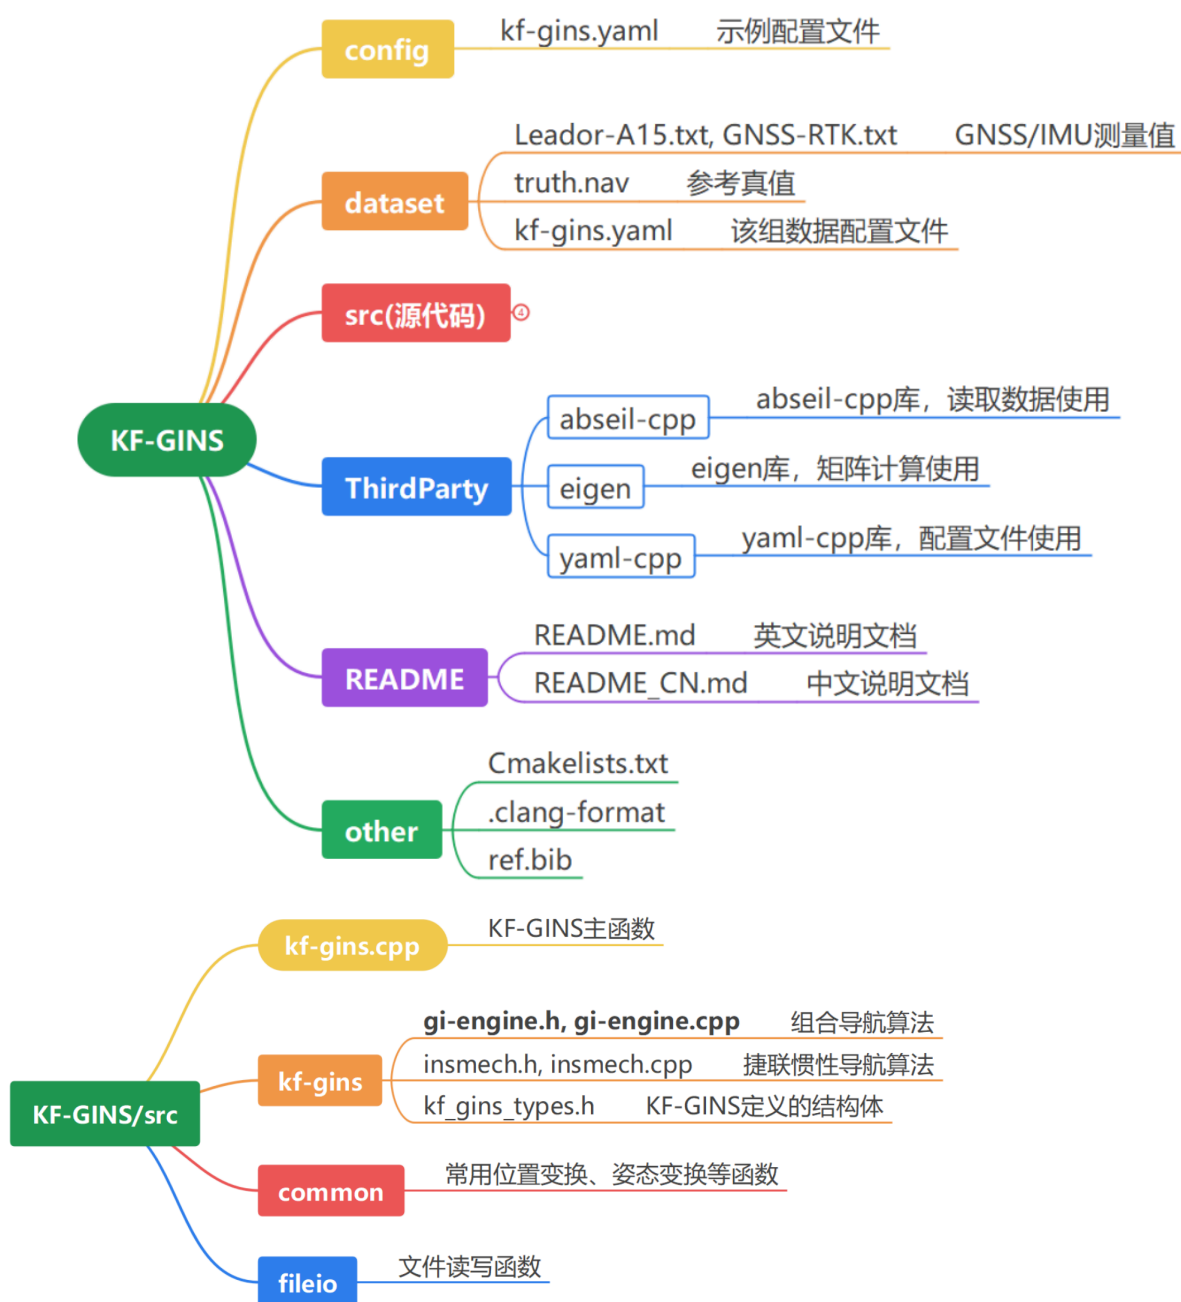 config
kf-gins.yaml 示例配置文件
Leador-A15.txt, GNSS-RTK.txt GNSS/IMU测量值
dataset
truth.nav 参考真值
kf-gins.yaml 该组数据配置文件
src(源代码)
4
KF-GINS
ThirdParty
abseil-cpp
abseil-cpp库，读取数据使用
eigen
eigen库，矩阵计算使用
yaml-cpp
yaml-cpp库，配置文件使用
README
README.md 英文说明文档
README_CN.md 中文说明文档
other
Cmakelists.txt
.clang-format
ref.bib
kf-gins.cpp
KF-GINS主函数
KF-GINS/src
kf-gins
gi-engine.h, gi-engine.cpp 组合导航算法
insmech.h, insmech.cpp 捷联惯性导航算法
kf_gins_types.h KF-GINS定义的结构体
common
常用位置变换、姿态变换等函数
fileio
文件读写函数